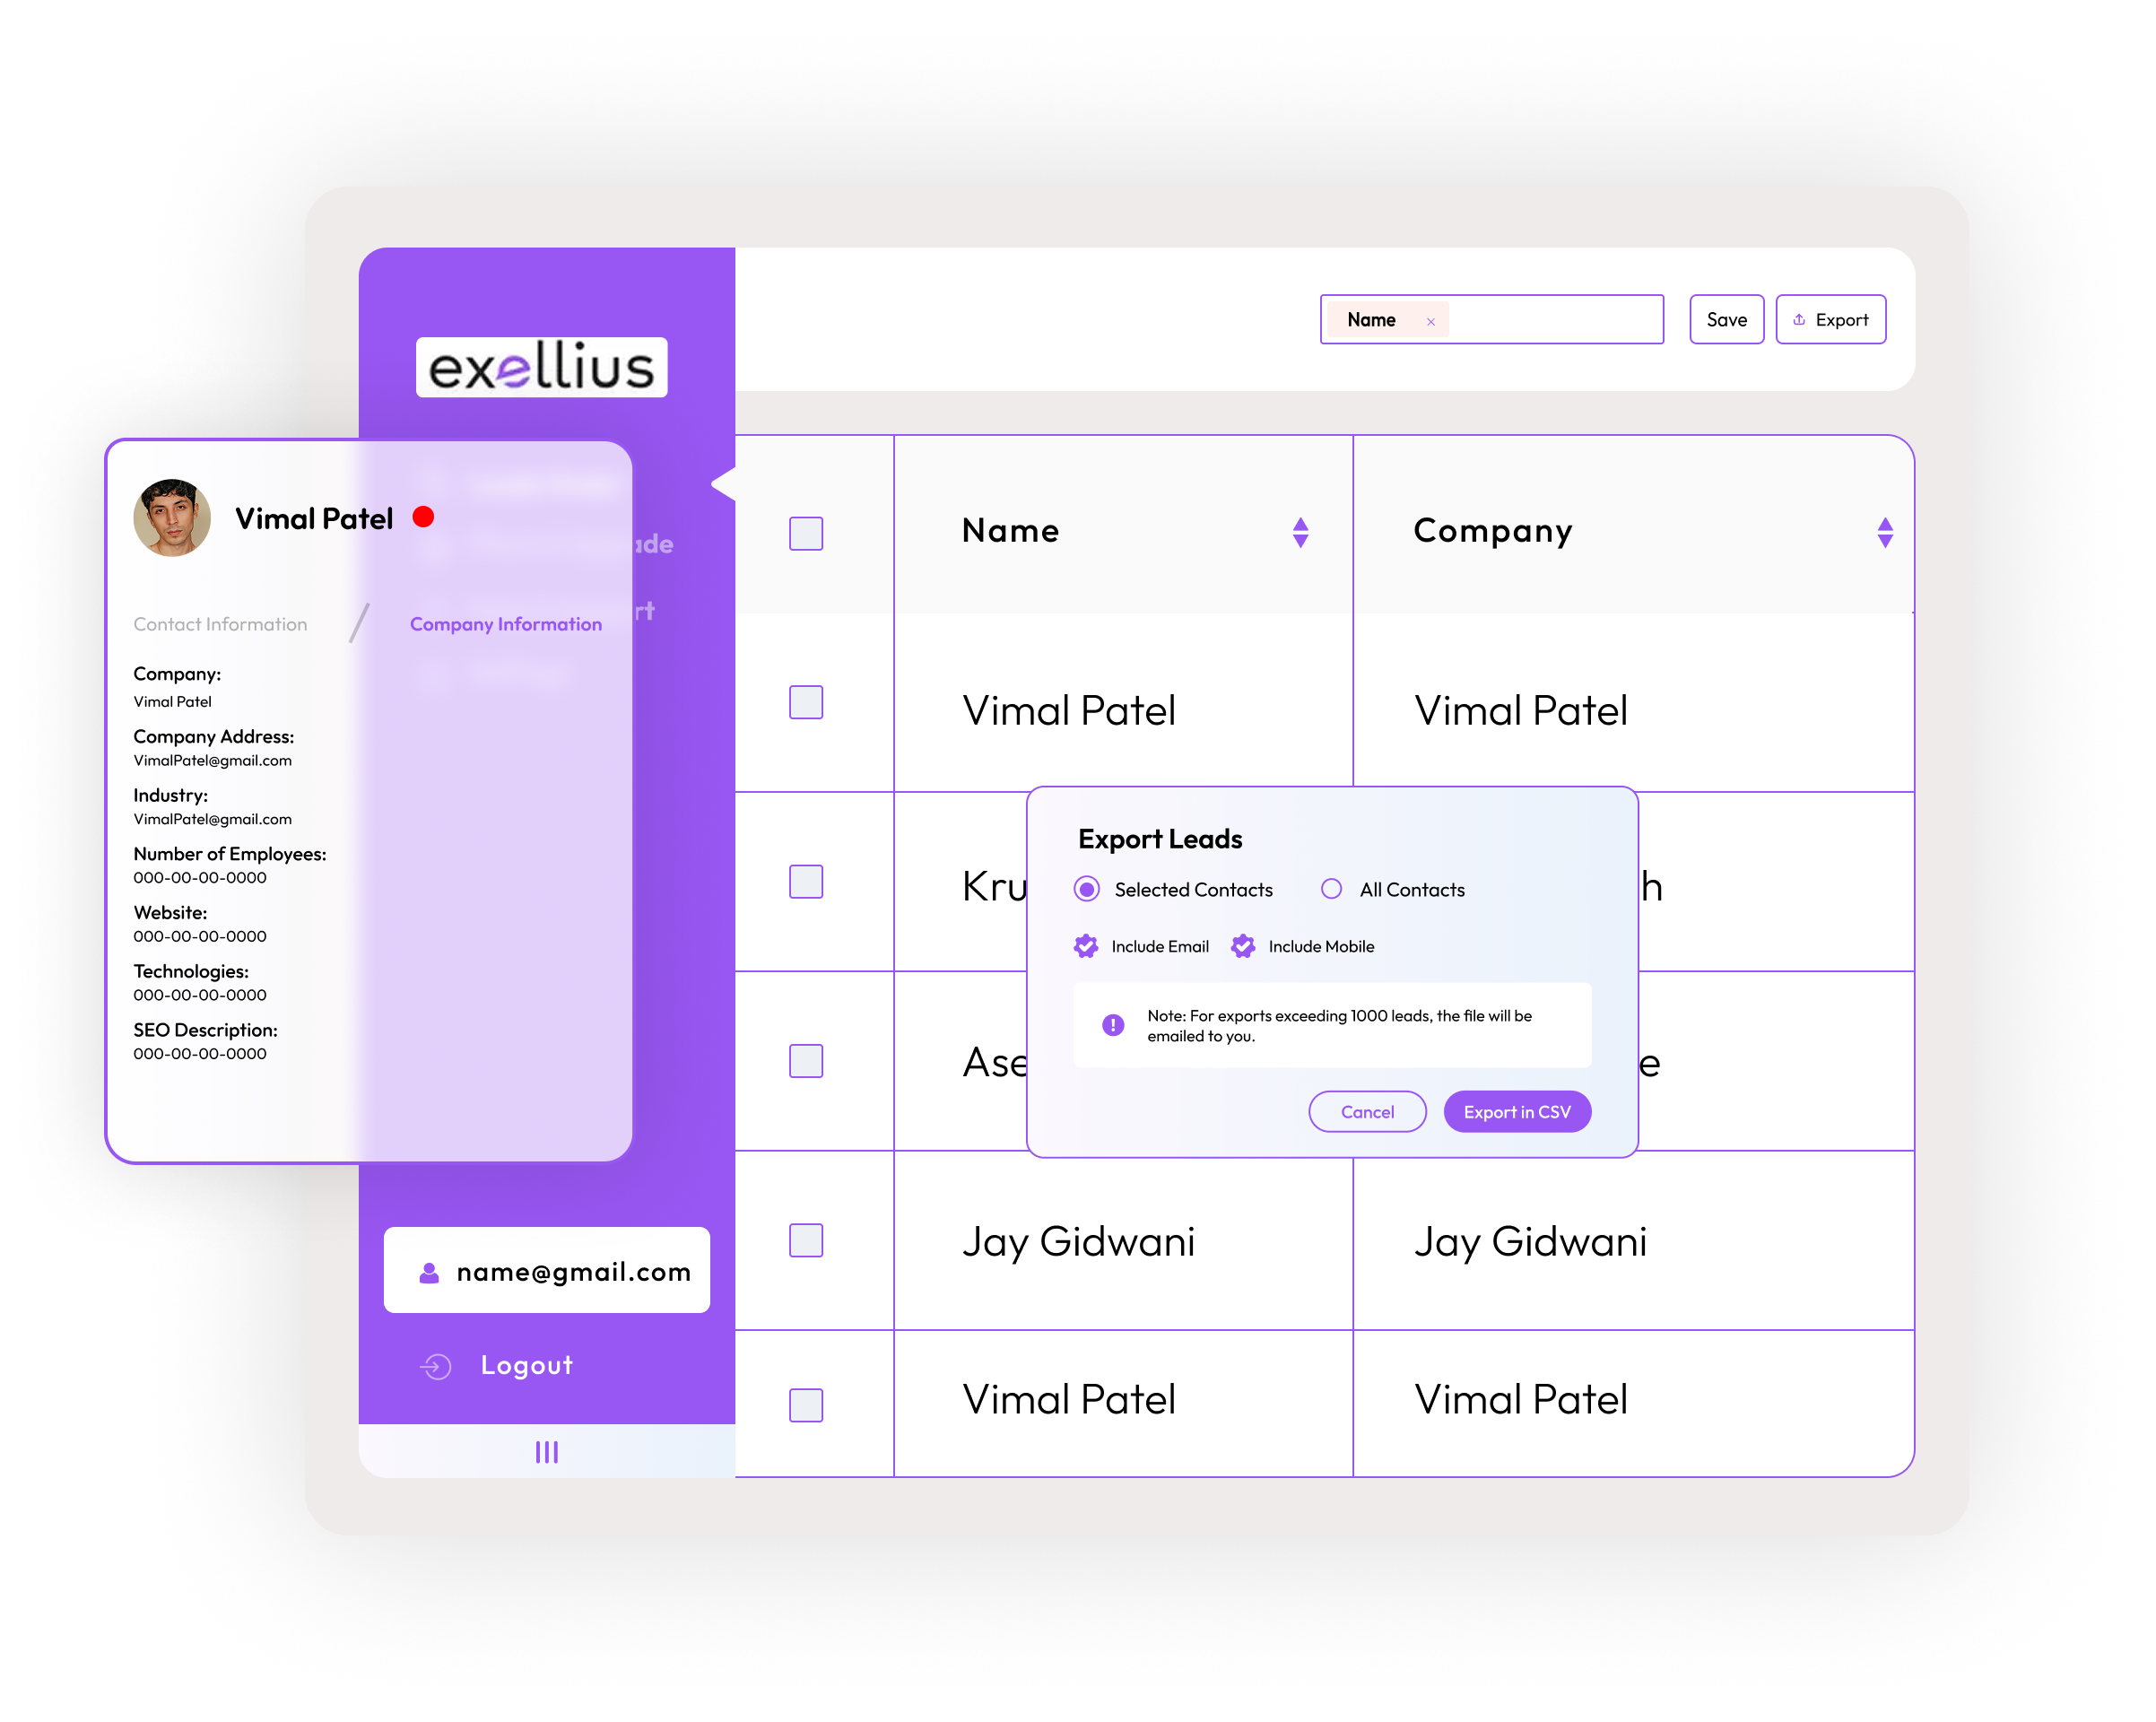 exellius
Name ×
Save
Export
Vimal Patel
Contact Information / Company Information
Company:
Vimal Patel
Company Address:
VimalPatel@gmail.com
Industry:
VimalPatel@gmail.com
Number of Employees:
000-00-00-0000
Website:
000-00-00-0000
Technologies:
000-00-00-0000
SEO Description:
000-00-00-0000
name@gmail.com
Logout
Name Company
Vimal Patel Vimal Patel
Export Leads
Selected Contacts All Contacts
Include Email Include Mobile
Note: For exports exceeding 1000 leads, the file will be
emailed to you.
Cancel Export in CSV
Jay Gidwani Jay Gidwani
Vimal Patel Vimal Patel